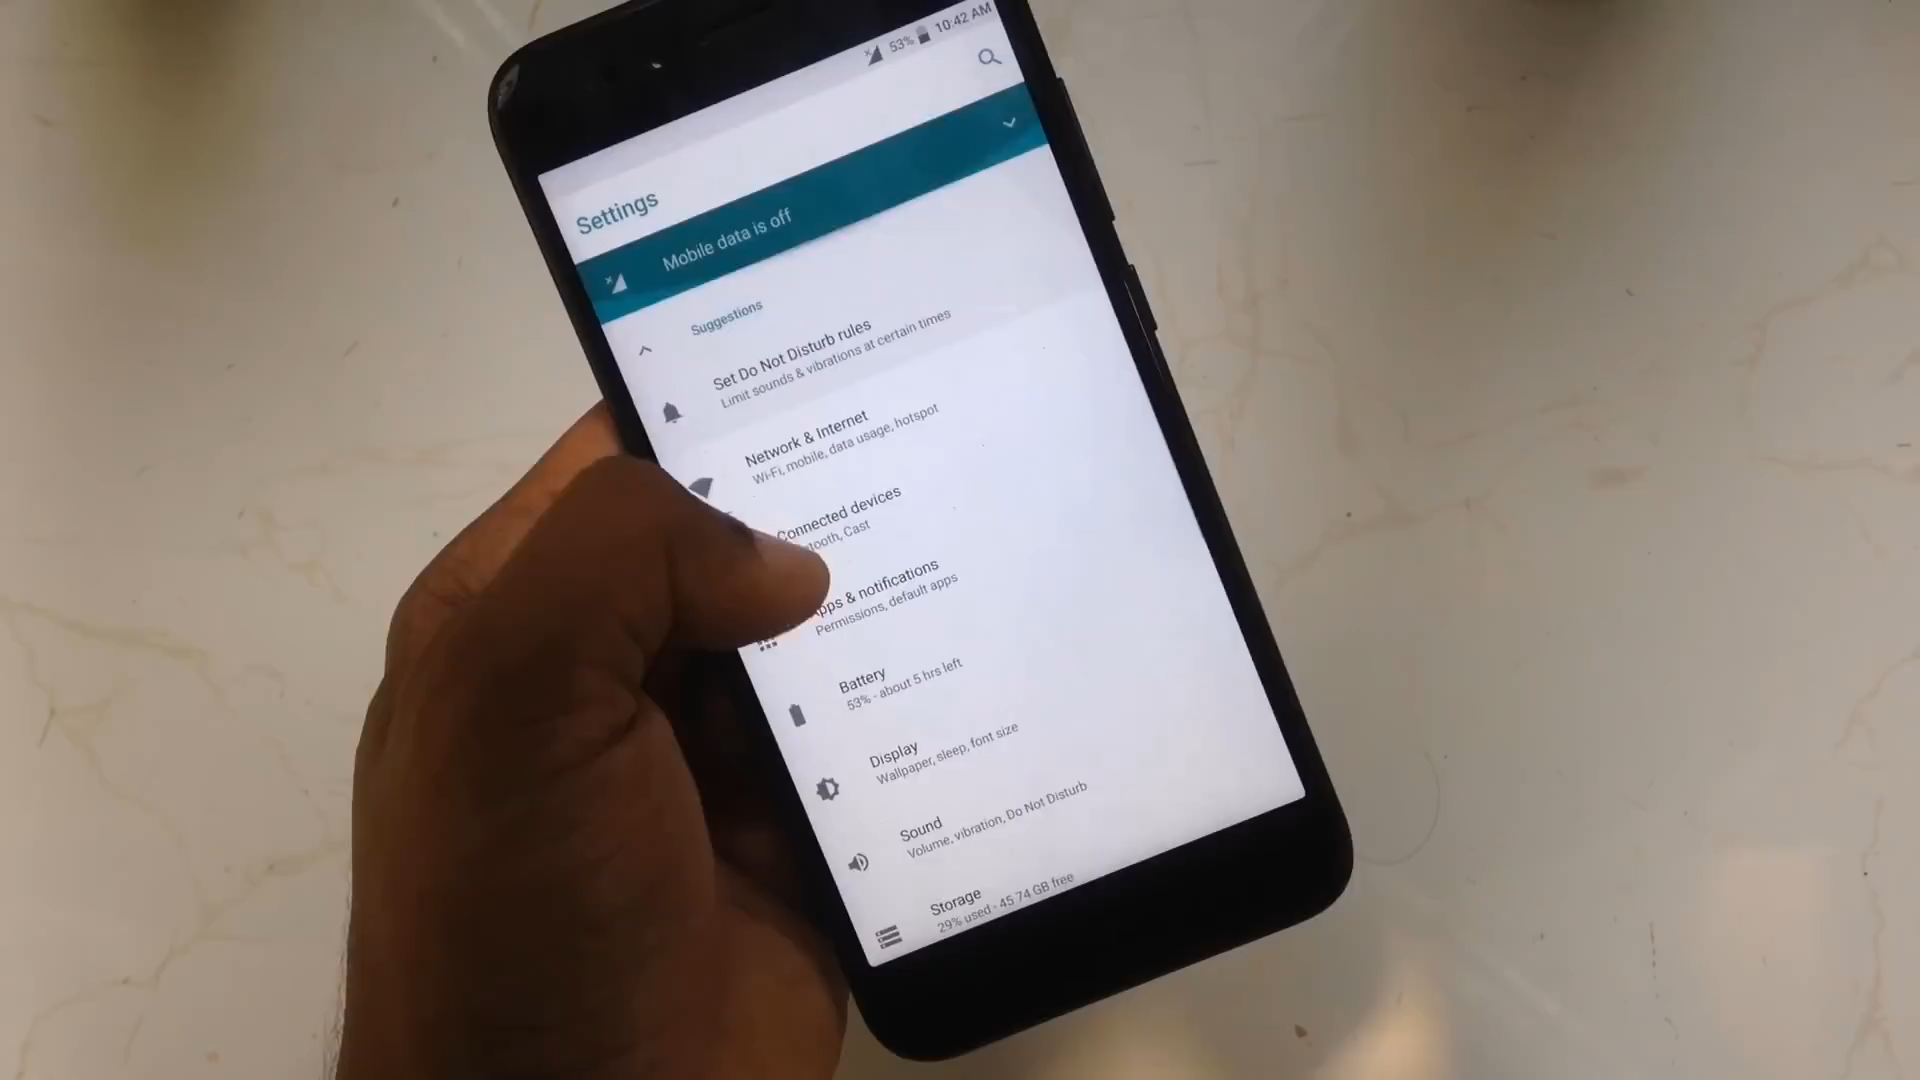 53% 10:42 AM
Settings
Mobile data is off
Suggestions
Set Do Not Disturb rules
Limit sounds & vibrations at certain times
Network & Internet
Wi-Fi, mobile, data usage, hotspot
Connected devices
tooth, Cast
pps & notifications
Permissions, default apps
Battery
53% - about 5 hrs left
Display
Wallpaper, sleep, font size
Sound
Volume, vibration, Do Not Disturb
Storage
29% used - 45.74 GB free